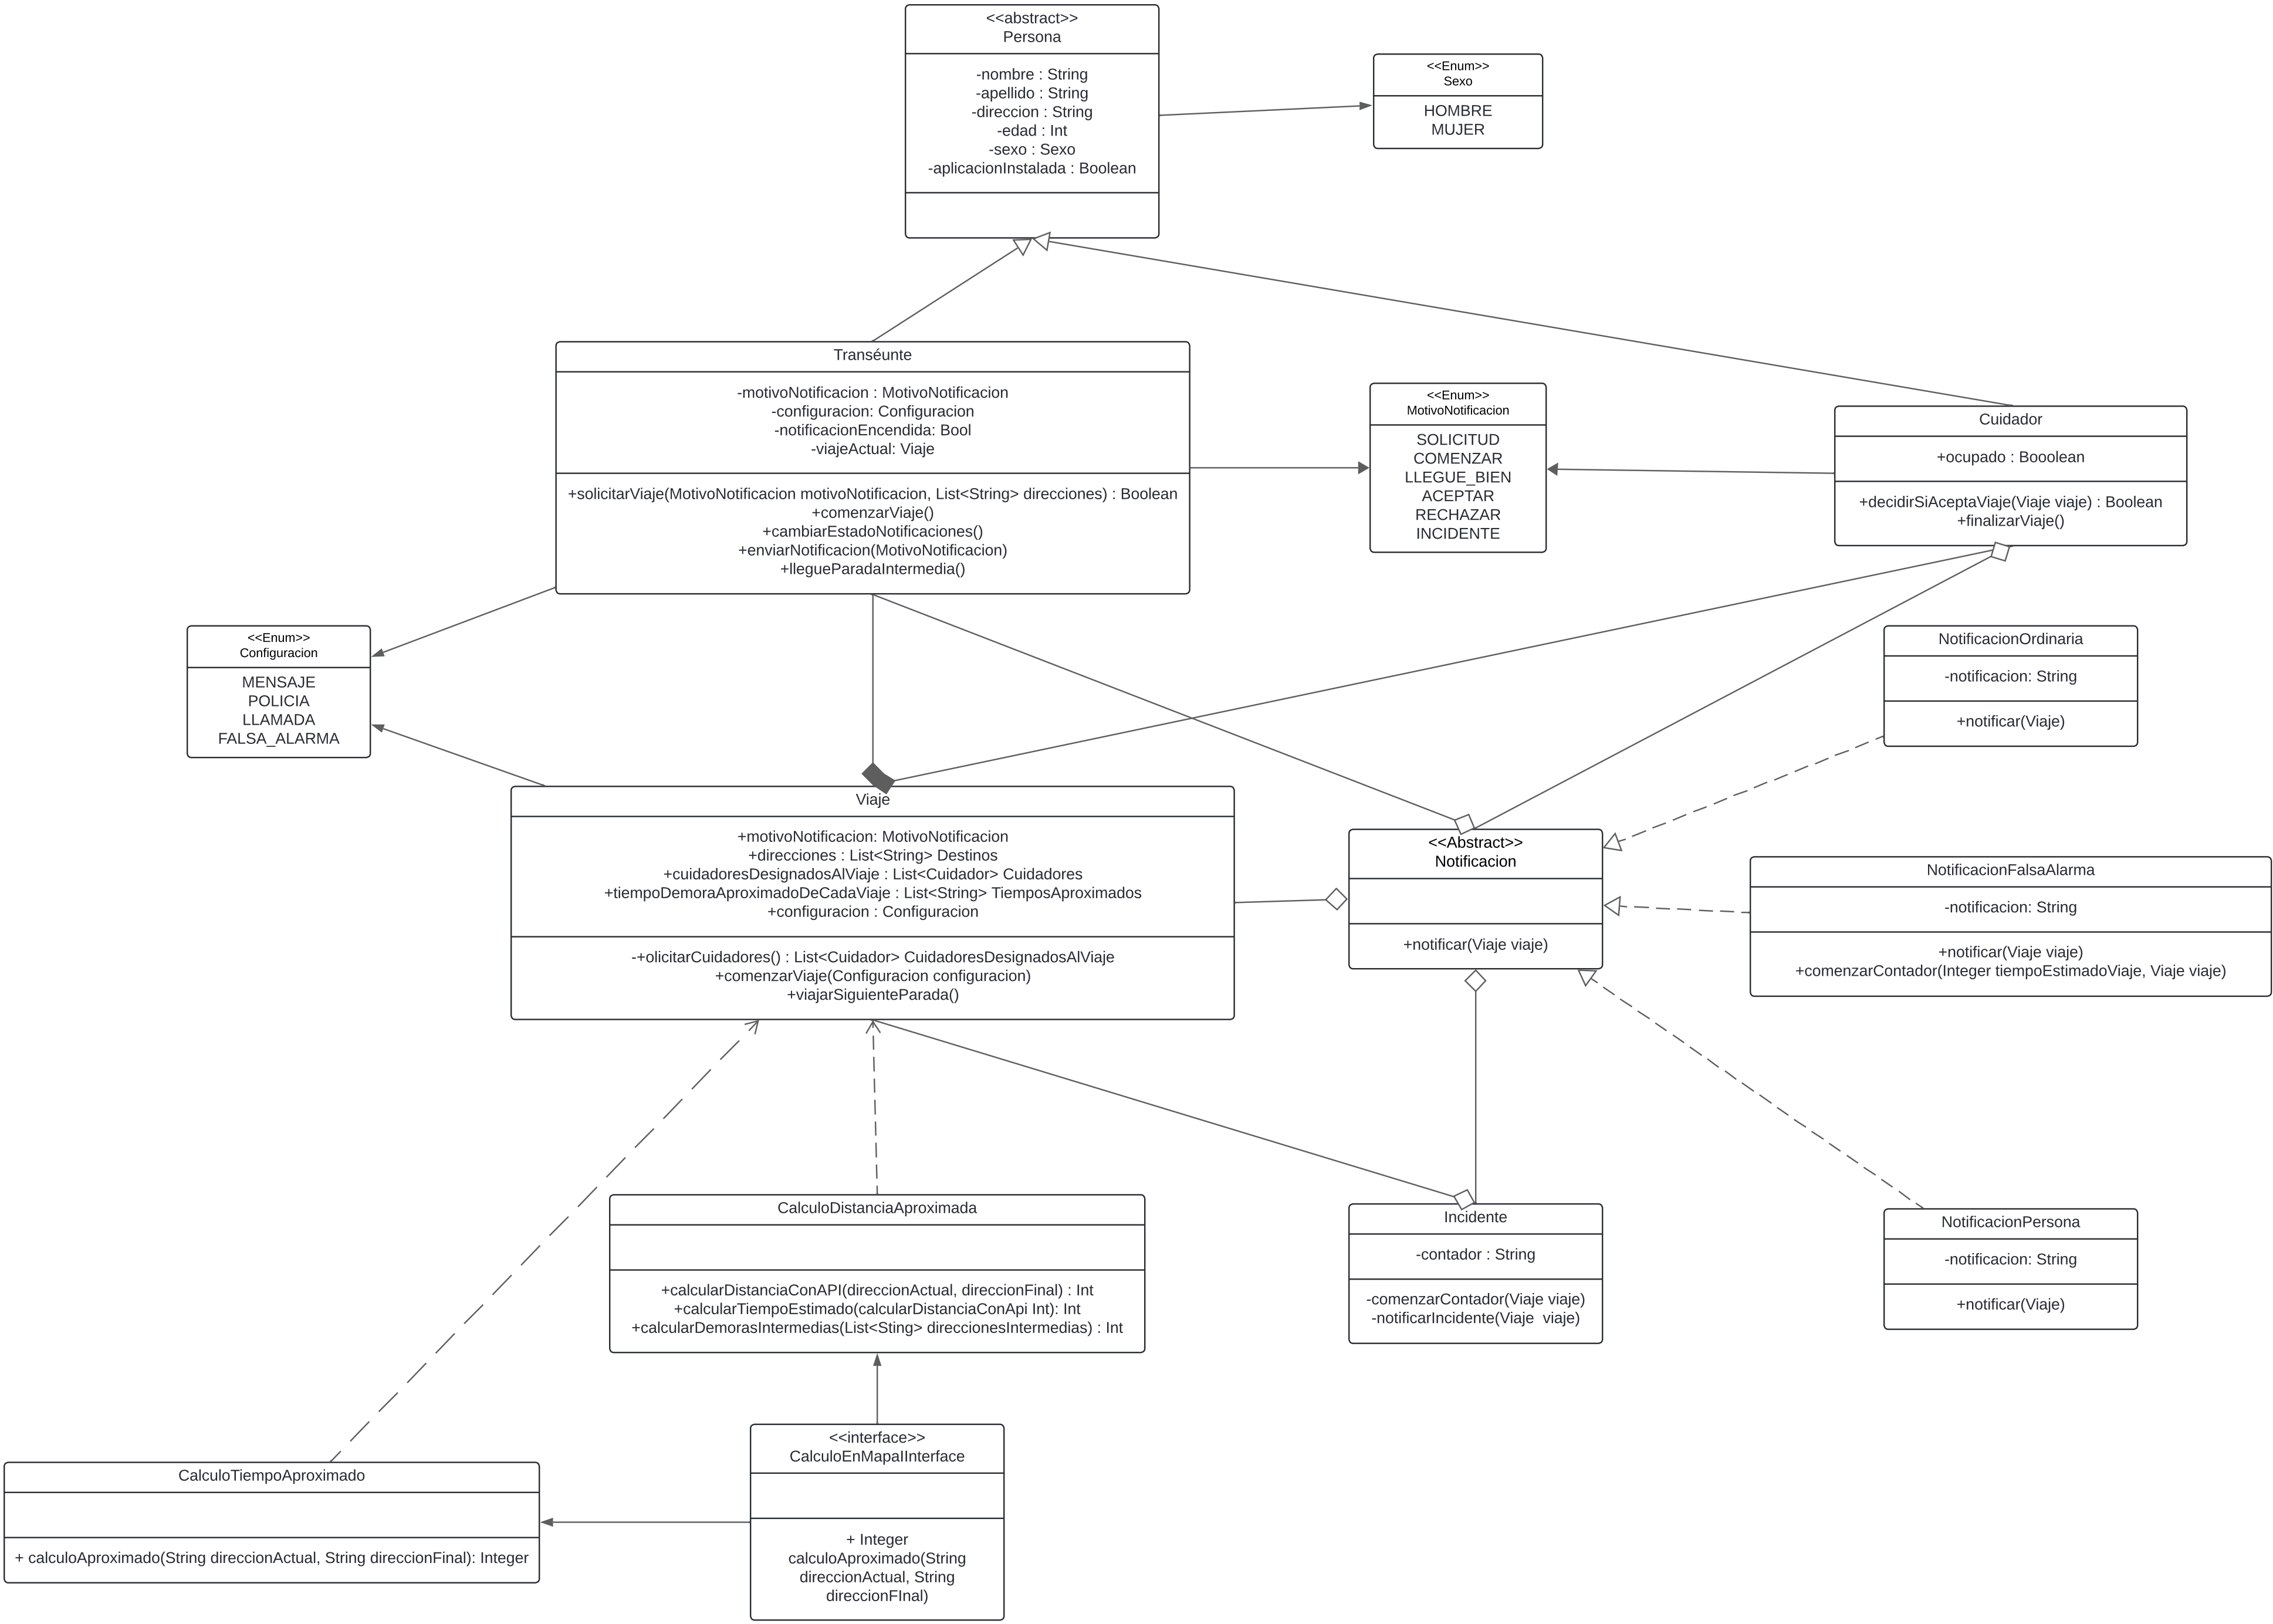 <<abstract>>
Persona
-nombre : String
-apellido : String
-direccion : String
-edad : Int
-sexo : Sexo
-aplicacionInstalada : Boolean
<<Enum>>
Sexo
HOMBRE
MUJER
Transéunte
-motivoNotificacion : MotivoNotificacion
-configuracion: Configuracion
-notificacionEncendida: Bool
-viajeActual: Viaje
+solicitarViaje(MotivoNotificacion motivoNotificacion, List<String> direcciones) : Boolean
+comenzarViaje()
+cambiarEstadoNotificaciones()
+enviarNotificacion(MotivoNotificacion)
+llegueParadaIntermedia()
<<Enum>>
MotivoNotificacion
SOLICITUD
COMENZAR
LLEGUE_BIEN
ACEPTAR
RECHAZAR
INCIDENTE
Cuidador
+ocupado : Booolean
+decidirSiAceptaViaje(Viaje viaje) : Boolean
+finalizarViaje()
<<Enum>>
Configuracion
MENSAJE
POLICIA
LLAMADA
FALSA_ALARMA
NotificacionOrdinaria
-notificacion: String
+notificar(Viaje)
Viaje
+motivoNotificacion: MotivoNotificacion
+direcciones : List<String> Destinos
+cuidadoresDesignadosAlViaje : List<Cuidador> Cuidadores
+tiempoDemoraAproximadoDeCadaViaje : List<String> TiemposAproximados
+configuracion : Configuracion
-+olicitarCuidadores() : List<Cuidador> CuidadoresDesignadosAlViaje
+comenzarViaje(Configuracion configuracion)
+viajarSiguienteParada()
<<Abstract>>
Notificacion
+notificar(Viaje viaje)
NotificacionFalsaAlarma
-notificacion: String
+notificar(Viaje viaje)
+comenzarContador(Integer tiempoEstimadoViaje, Viaje viaje)
CalculoDistanciaAproximada
+calcularDistanciaConAPI(direccionActual, direccionFinal) : Int
+calcularTiempoEstimado(calcularDistanciaConApi Int): Int
+calcularDemorasIntermedias(List<Sting> direccionesIntermedias) : Int
Incidente
-contador : String
-comenzarContador(Viaje viaje)
-notificarIncidente(Viaje  viaje)
NotificacionPersona
-notificacion: String
+notificar(Viaje)
CalculoTiempoAproximado
+ calculoAproximado(String direccionActual, String direccionFinal): Integer
<<interface>>
CalculoEnMapaIInterface
+ Integer
calculoAproximado(String
direccionActual, String
direccionFInal)